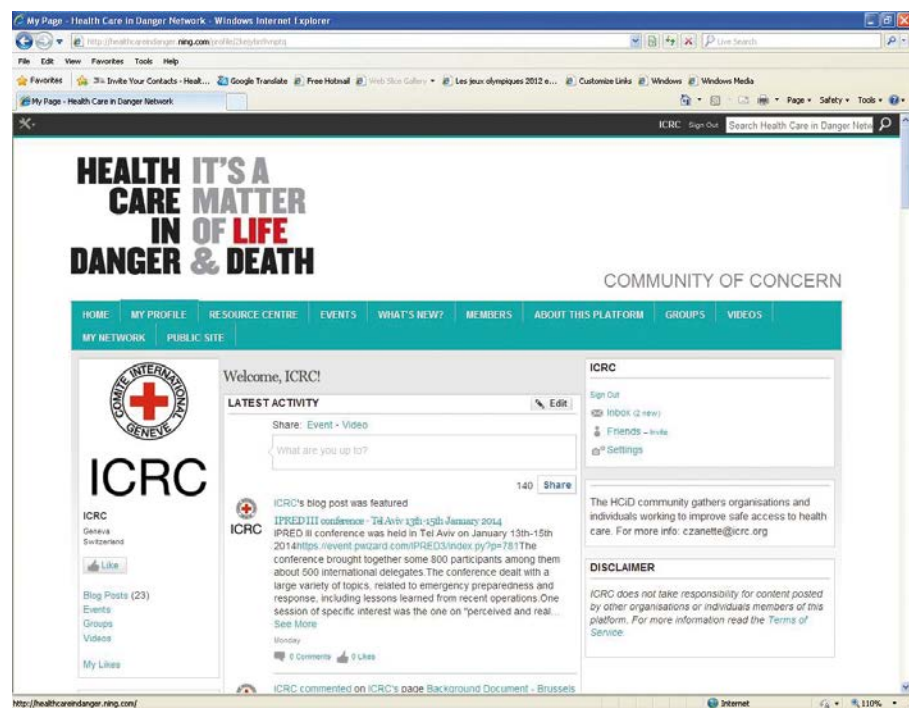 My Page - Health Care in Danger Network - Windows Internet Explorer
http://healthcareindanger.ning.com/profile/
Live Search
File Edit View Favorites Tools Help
Favorites Invite Your Contacts - Healt... Google Translate Free Hotmail Web Slice Gallery Les jeux olympiques 2012 e... Customize Links Windows Windows Media
My Page - Health Care in Danger Network
Page Safety Tools
ICRC Sign Out Search Health Care in Danger Netw
HEALTH IT'S A
CARE MATTER
IN OF LIFE
DANGER & DEATH
COMMUNITY OF CONCERN
HOME MY PROFILE RESOURCE CENTRE EVENTS WHAT'S NEW? MEMBERS ABOUT THIS PLATFORM GROUPS VIDEOS
MY NETWORK PUBLIC SITE
COMITE INTERNATIONAL
GENEVE
ICRC
ICRC
Geneva
Switzerland
Like
Blog Posts (23)
Events
Groups
Videos
My Likes
Welcome, ICRC!
LATEST ACTIVITY Edit
Share: Event - Video
What are you up to?
140 Share
ICRC
ICRC's blog post was featured
IPRED III conference - Tel Aviv 13th-15th January 2014
IPRED III conference was held in Tel Aviv on January 13th-15th
2014https://event.pwizard.com/IPRED3/index.py?p=781The
conference brought together some 800 participants among them
about 500 international delegates.The conference dealt with a
large variety of topics, related to emergency preparedness and
response, including lessons learned from recent operations.One
session of specific interest was the one on "perceived and real...
See More
Monday
0 Comments 0 Likes
ICRC commented on ICRC's page Background Document - Brussels
ICRC
Sign Out
Inbox (2 new)
Friends – Invite
Settings
The HCiD community gathers organisations and
individuals working to improve safe access to health
care. For more info: czanette@icrc.org
DISCLAIMER
ICRC does not take responsibility for content posted
by other organisations or individuals members of this
platform. For more information read the Terms of
Service.
http://healthcareindanger.ning.com/ Internet 110%